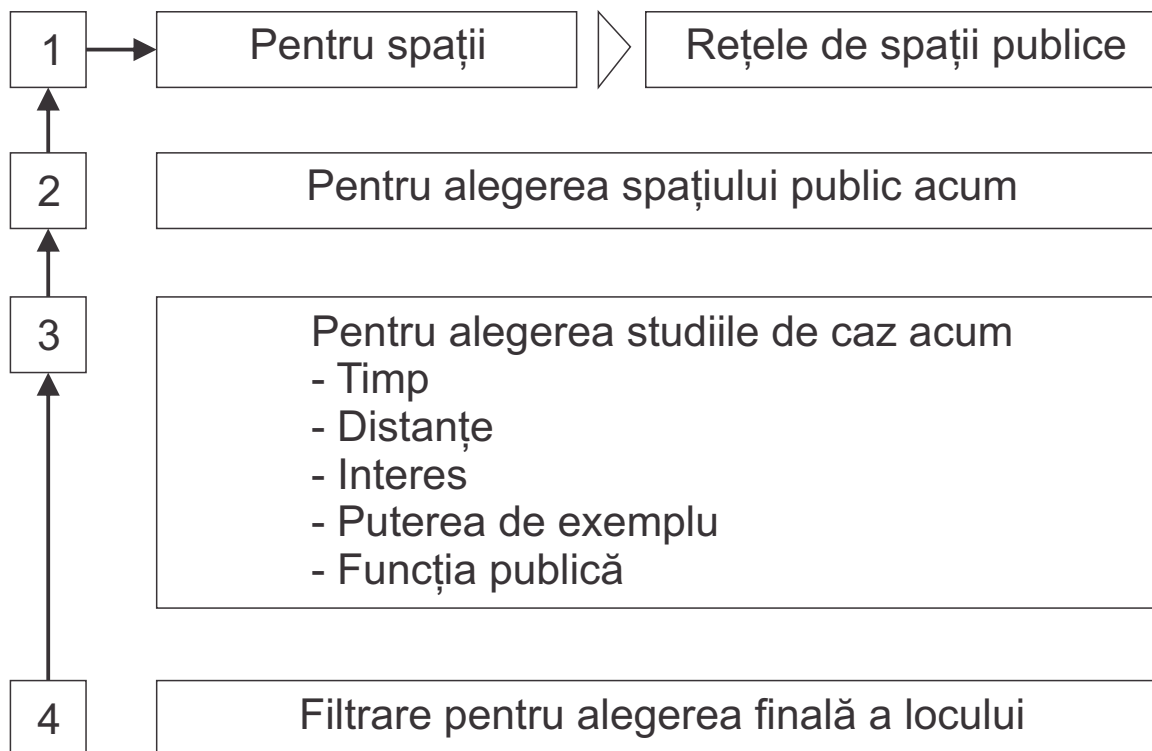 1
Pentru spații
Rețele de spații publice
2
Pentru alegerea spațiului public acum
3
Pentru alegerea studiile de caz acum
- Timp
- Distanțe
- Interes
- Puterea de exemplu
- Funcția publică
4
Filtrare pentru alegerea finală a locului